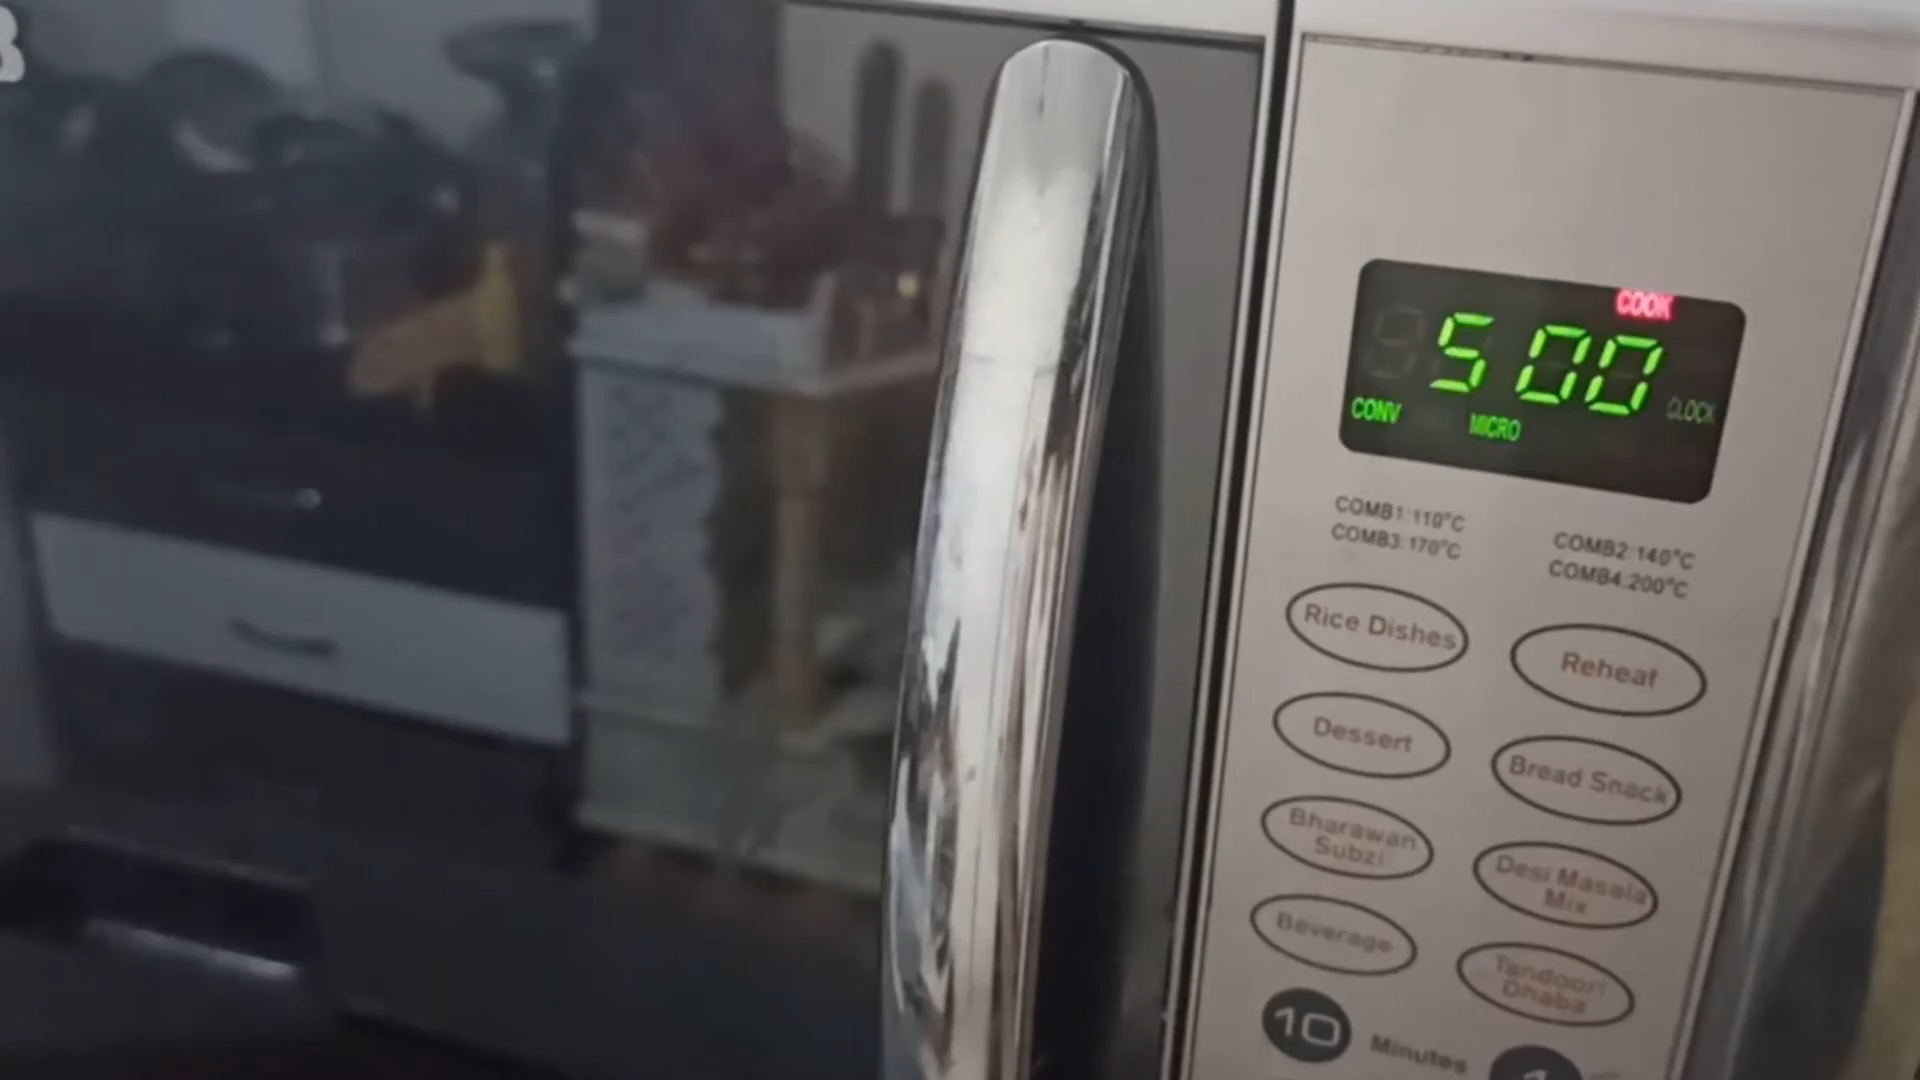 COOK
5 00
CLOCK
CONV
MICRO
COMB1:110°C
COMB2:140°C
COMB3:170°C
COMB4:200°C
Rice Dishes
Reheat
Dessert
Bread Snack
Bharawan
Subzi
Desi Masala
Mix
Beverage
Tandoori
Dhaba
10 Minutes
1